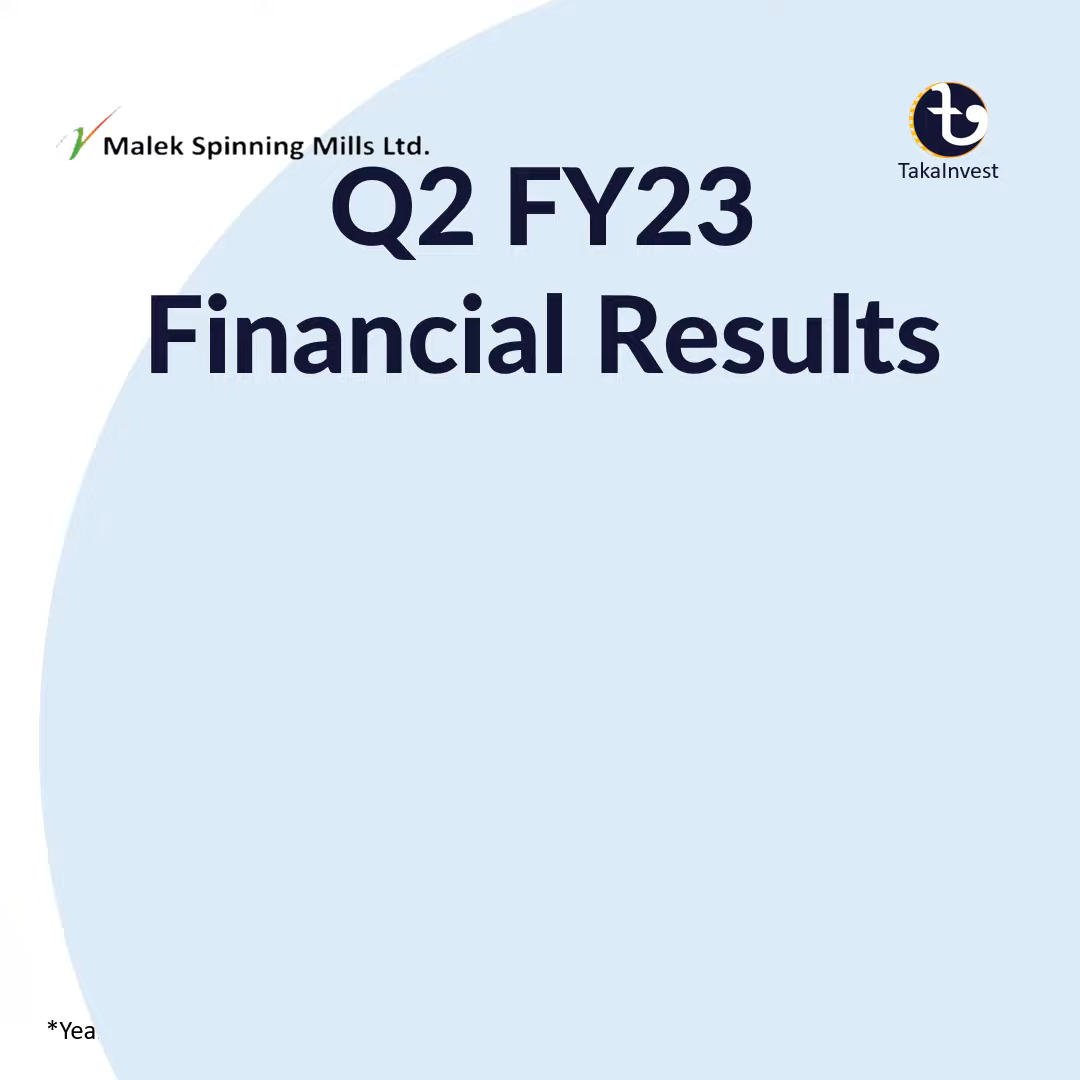 Malek Spinning Mills Ltd.
TakaInvest
Q2 FY23
Financial Results
*Yea